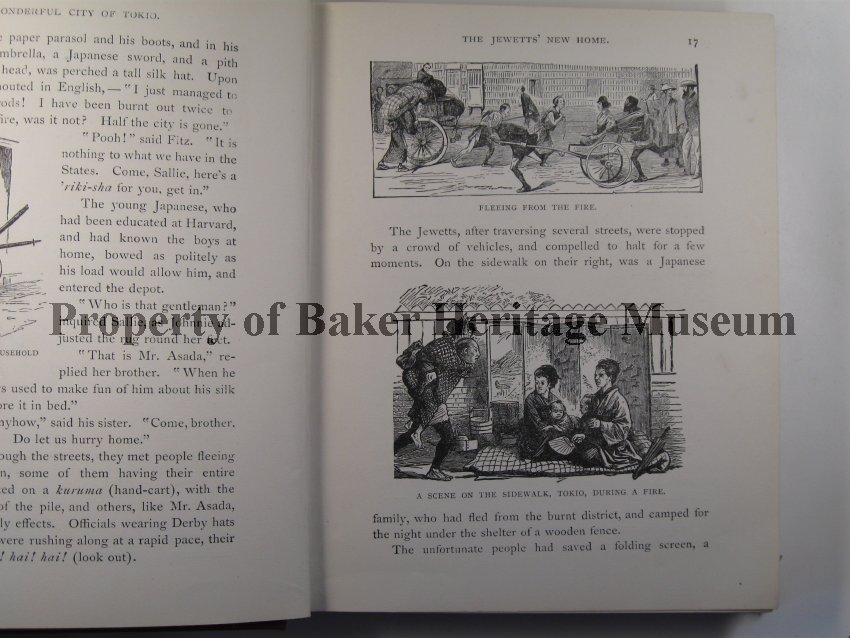 ONDERFUL CITY OF TOKIO.
paper parasol and his boots, and in his
mbrella, a Japanese sword, and a pith
head, was perched a tall silk hat. Upon
houted in English,—"I just managed to
ods! I have been burnt out twice to
fire, was it not? Half the city is gone."
"Pooh!" said Fitz. "It is
nothing to what we have in the
States. Come, Sallie, here's a
'riki-sha for you, get in."
The young Japanese, who
had been educated at Harvard,
and had known the boys at
home, bowed as politely as
his load would allow him, and
entered the depot.
"Who is that gentleman?"
inquired Sallie, as Johnnie ad-
justed the rug round her feet.
USEHOLD
"That is Mr. Asada," re-
plied her brother. "When he
s used to make fun of him about his silk
ore it in bed."
nyhow," said his sister. "Come, brother.
Do let us hurry home."
ough the streets, they met people fleeing
n, some of them having their entire
ed on a kuruma (hand-cart), with the
of the pile, and others, like Mr. Asada,
ly effects. Officials wearing Derby hats
were rushing along at a rapid pace, their
! hai! hai! (look out).
THE JEWETTS' NEW HOME. 17
FLEEING FROM THE FIRE.
The Jewetts, after traversing several streets, were stopped
by a crowd of vehicles, and compelled to halt for a few
moments. On the sidewalk on their right, was a Japanese
A SCENE ON THE SIDEWALK, TOKIO, DURING A FIRE.
family, who had fled from the burnt district, and camped for
the night under the shelter of a wooden fence.
The unfortunate people had saved a folding screen, a
Property of Baker Heritage Museum